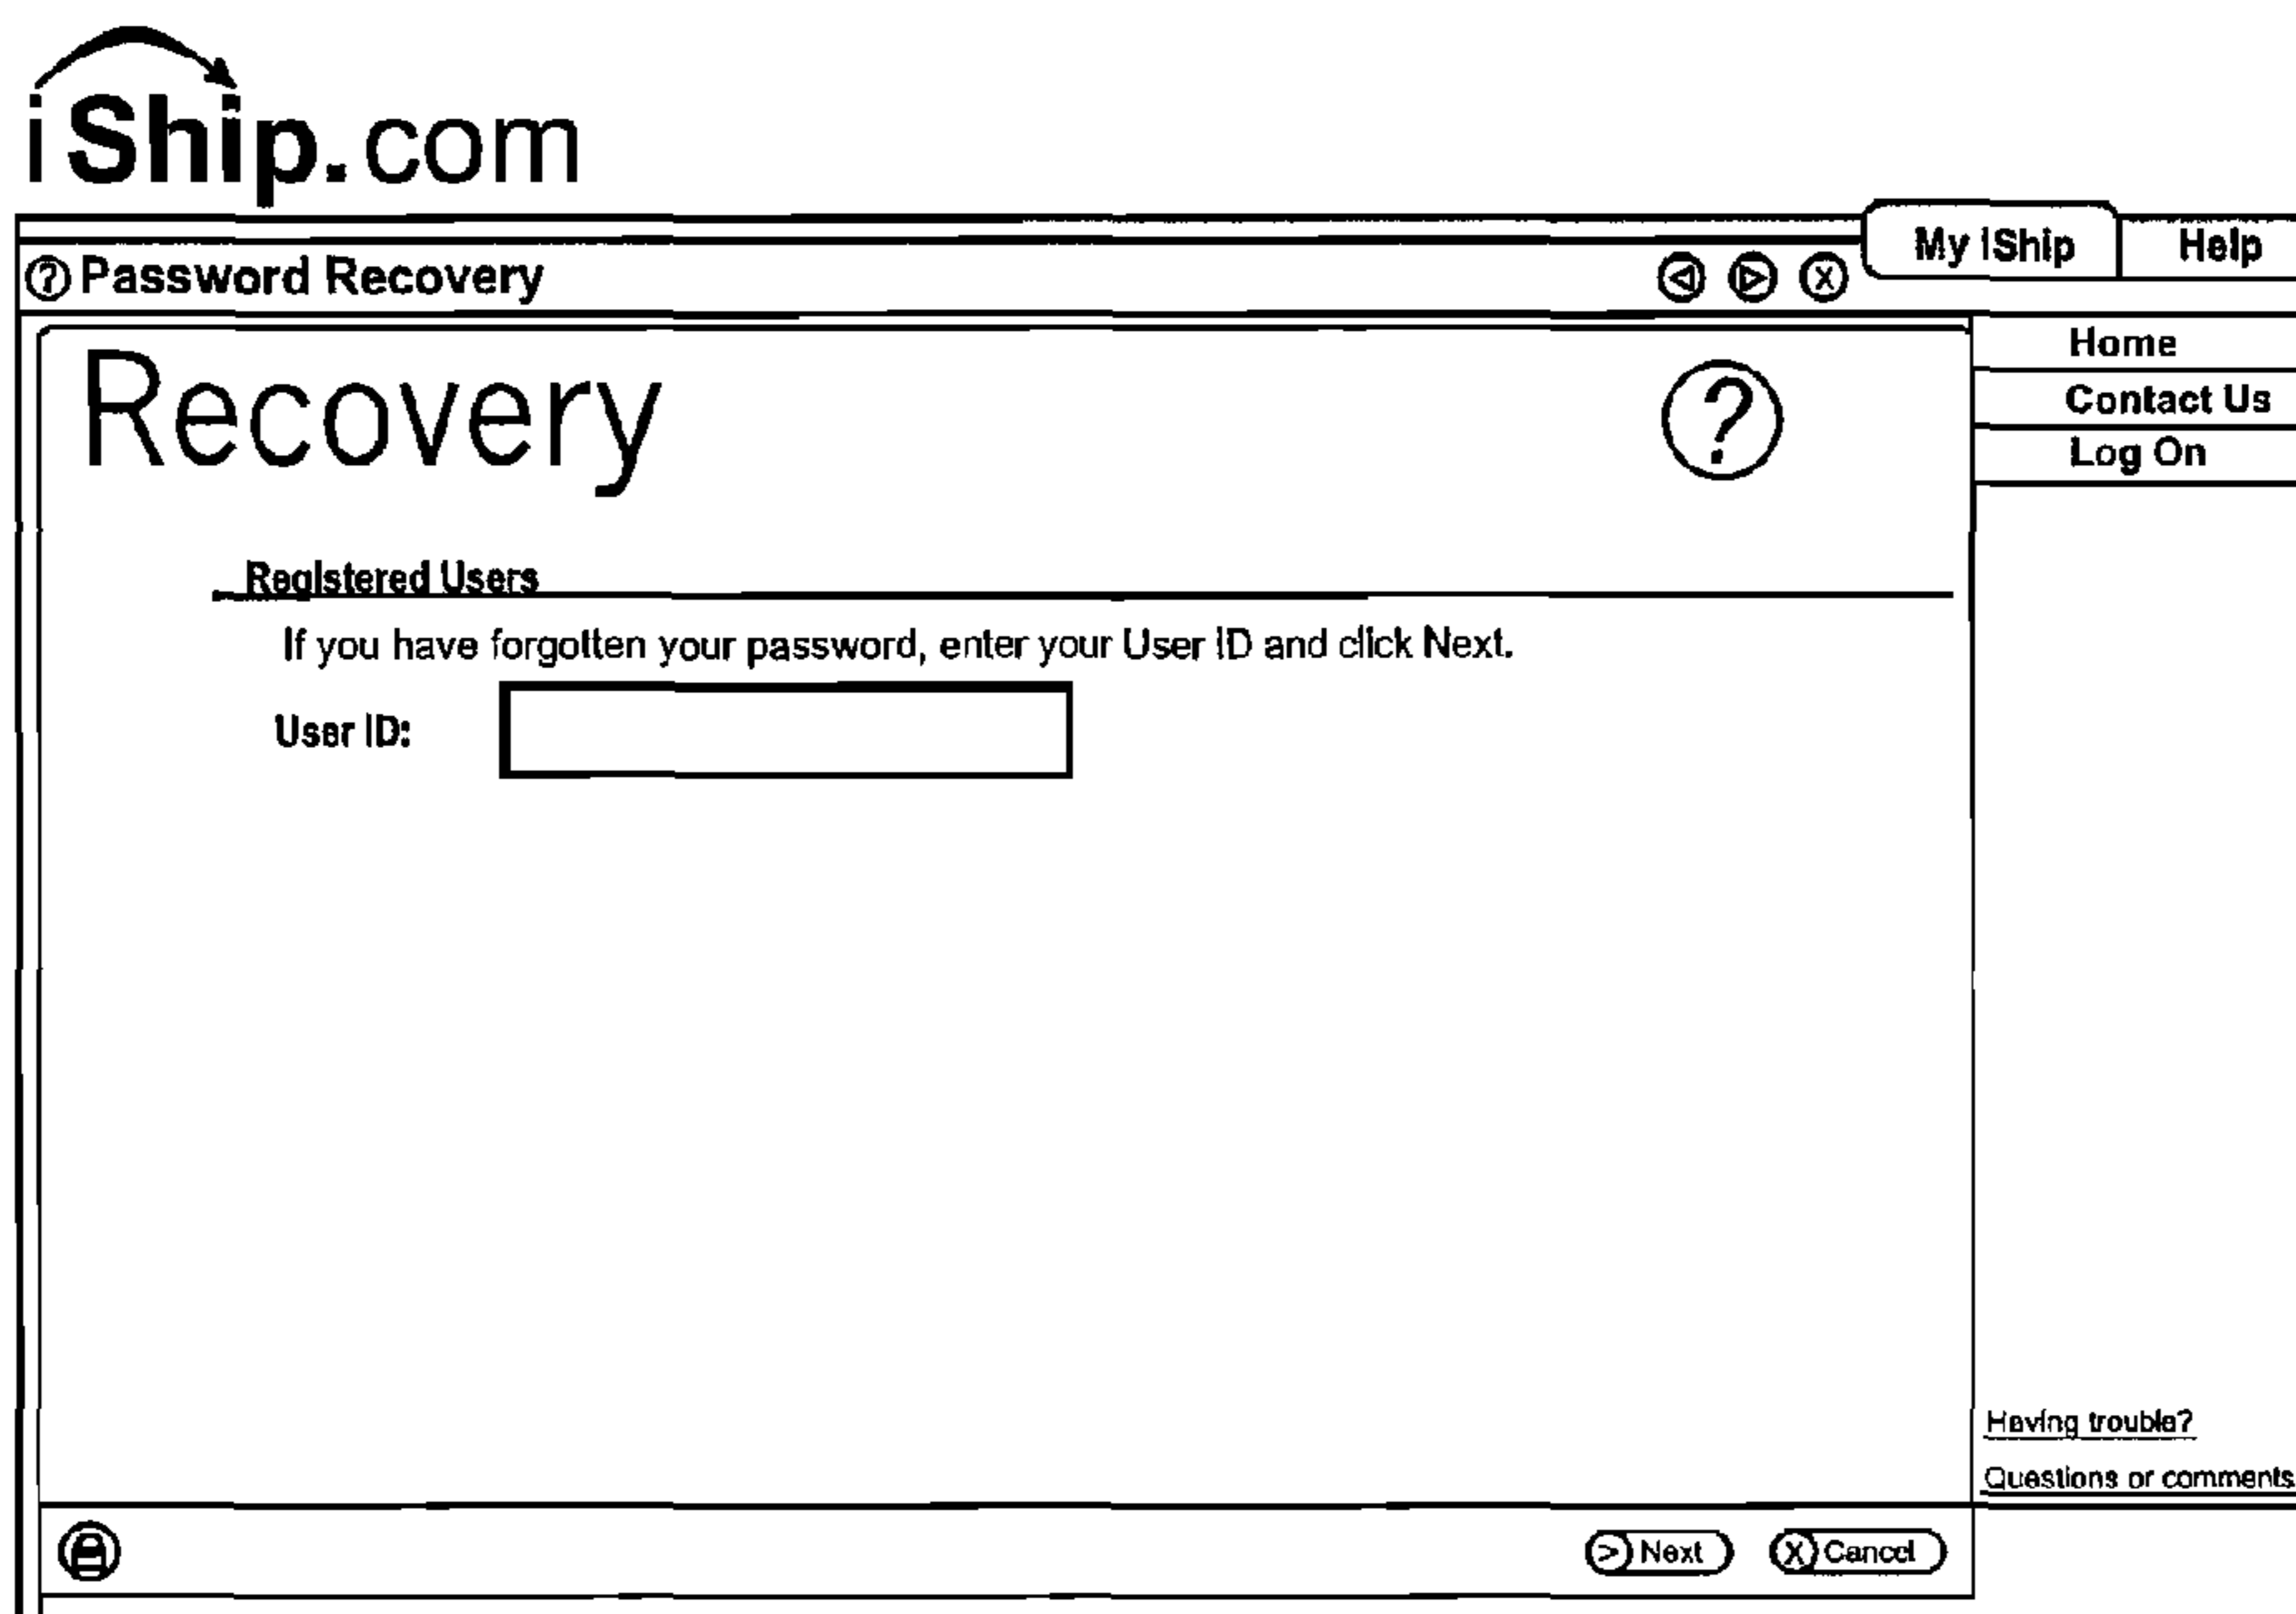 iShip.com
My iShip
Help
Password Recovery
Home
Contact Us
Log On
Recovery
Registered Users
If you have forgotten your password, enter your User ID and click Next.
User ID:
Having trouble?
Questions or comments
Next
Cancel